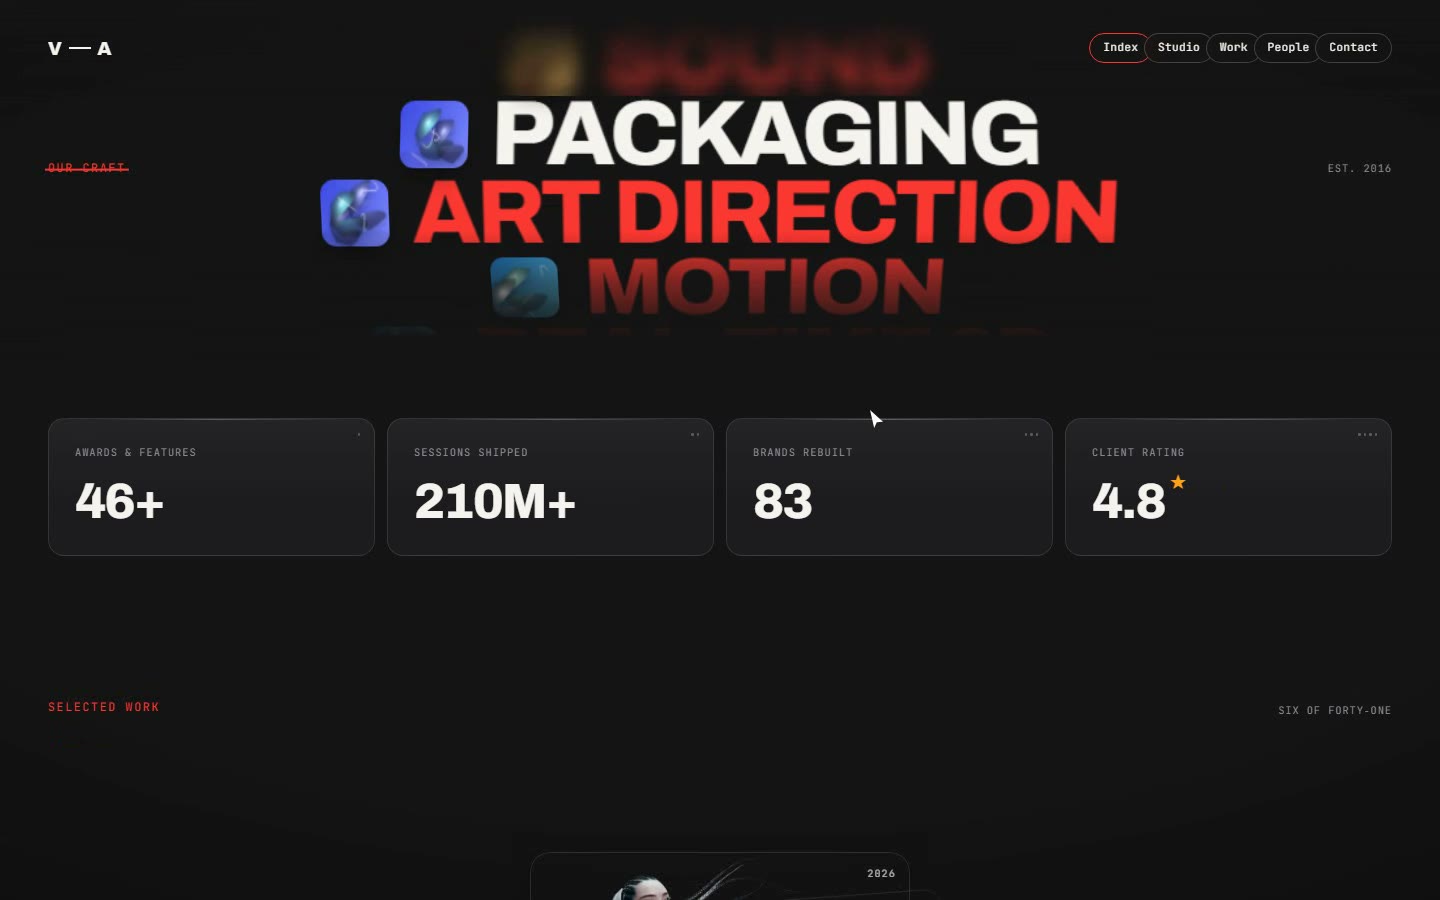 V — A
Index Studio Work People Contact
SOUND
PACKAGING
OUR CRAFT
EST. 2016
ART DIRECTION
MOTION
AWARDS & FEATURES
46+
SESSIONS SHIPPED
210M+
BRANDS REBUILT
83
CLIENT RATING
4.8★
SELECTED WORK
SIX OF FORTY-ONE
2026